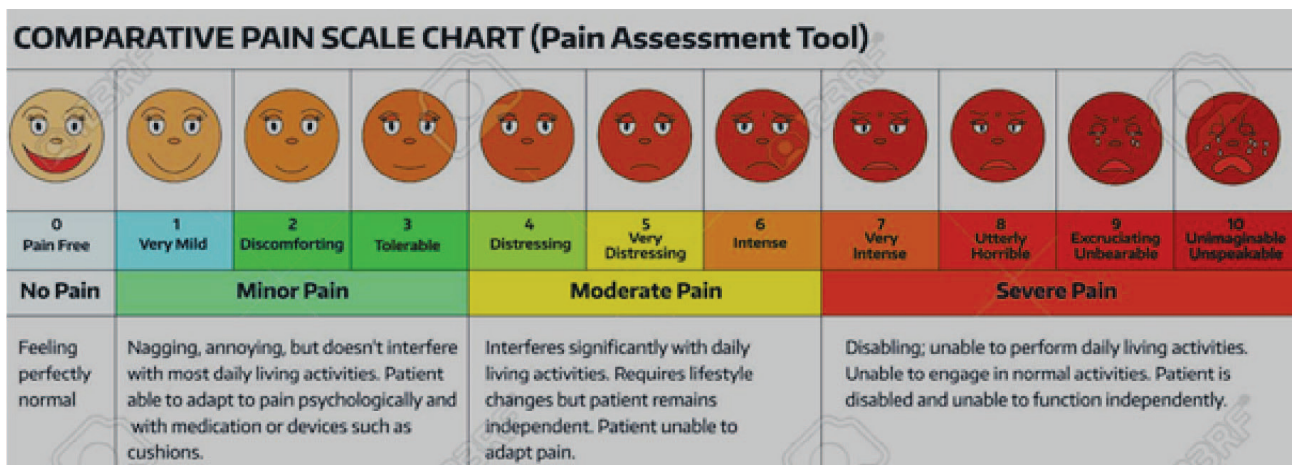 COMPARATIVE PAIN SCALE CHART (Pain Assessment Tool)
0
Pain Free
1
Very Mild
2
Discomforting
3
Tolerable
4
Distressing
5
Very
Distressing
6
Intense
7
Very
Intense
8
Utterly
Horrible
9
Excruciating
Unbearable
10
Unimaginable
Unspeakable
No Pain
Minor Pain
Moderate Pain
Severe Pain
Feeling
perfectly
normal
Nagging, annoying, but doesn't interfere
with most daily living activities. Patient
able to adapt to pain psychologically and
with medication or devices such as
cushions.
Interferes significantly with daily
living activities. Requires lifestyle
changes but patient remains
independent. Patient unable to
adapt pain.
Disabling; unable to perform daily living activities.
Unable to engage in normal activities. Patient is
disabled and unable to function independently.